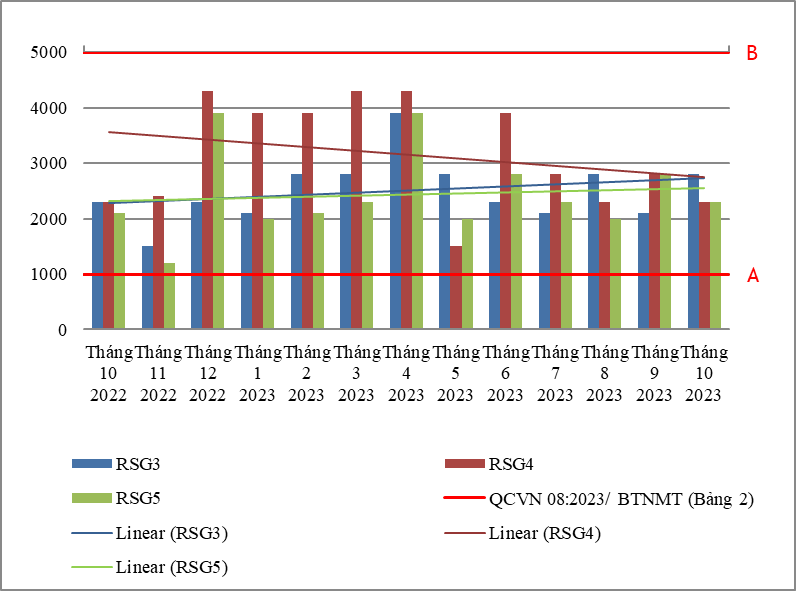 5000
B
4000
3000
2000
1000
A
0
Tháng Tháng Tháng Tháng Tháng Tháng Tháng Tháng Tháng Tháng Tháng Tháng Tháng
10 11 12 1 2 3 4 5 6 7 8 9 10
2022 2022 2022 2023 2023 2023 2023 2023 2023 2023 2023 2023 2023
RSG3 RSG4
RSG5 QCVN 08:2023/ BTNMT (Bảng 2)
Linear (RSG3) Linear (RSG4)
Linear (RSG5)